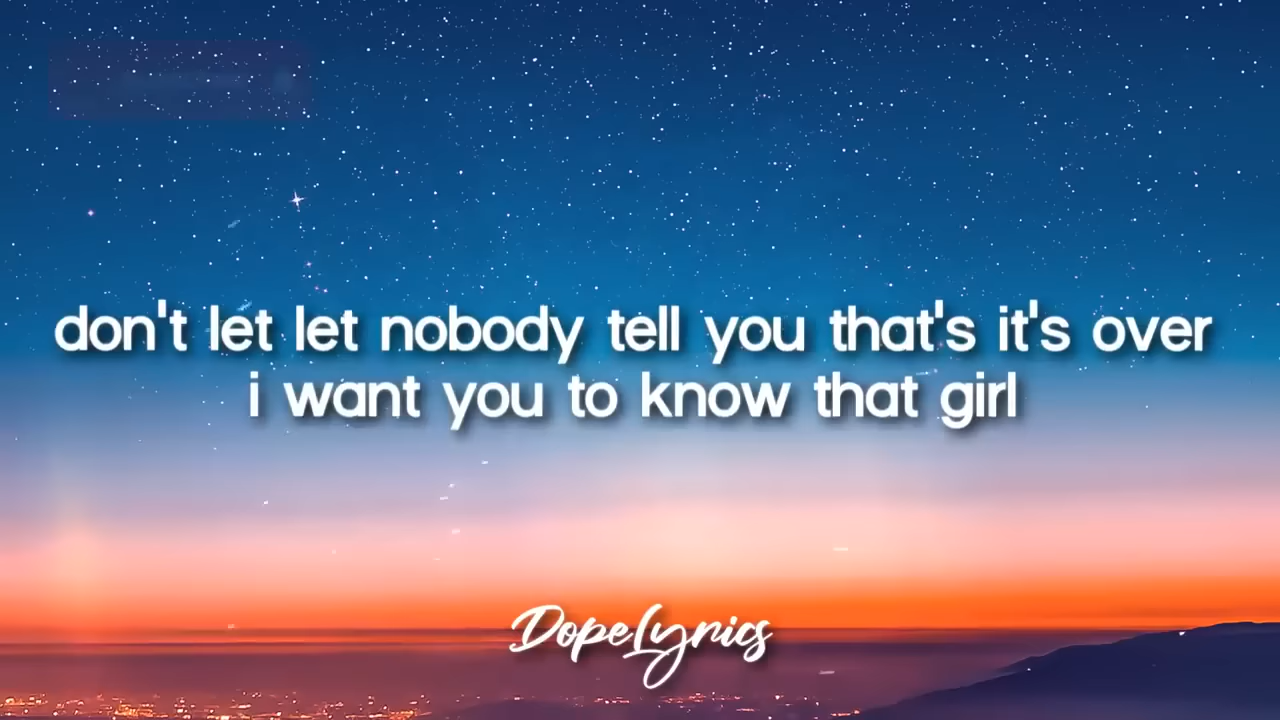 don't let let nobody tell you that's it's over
i want you to know that girl
DopeLyrics